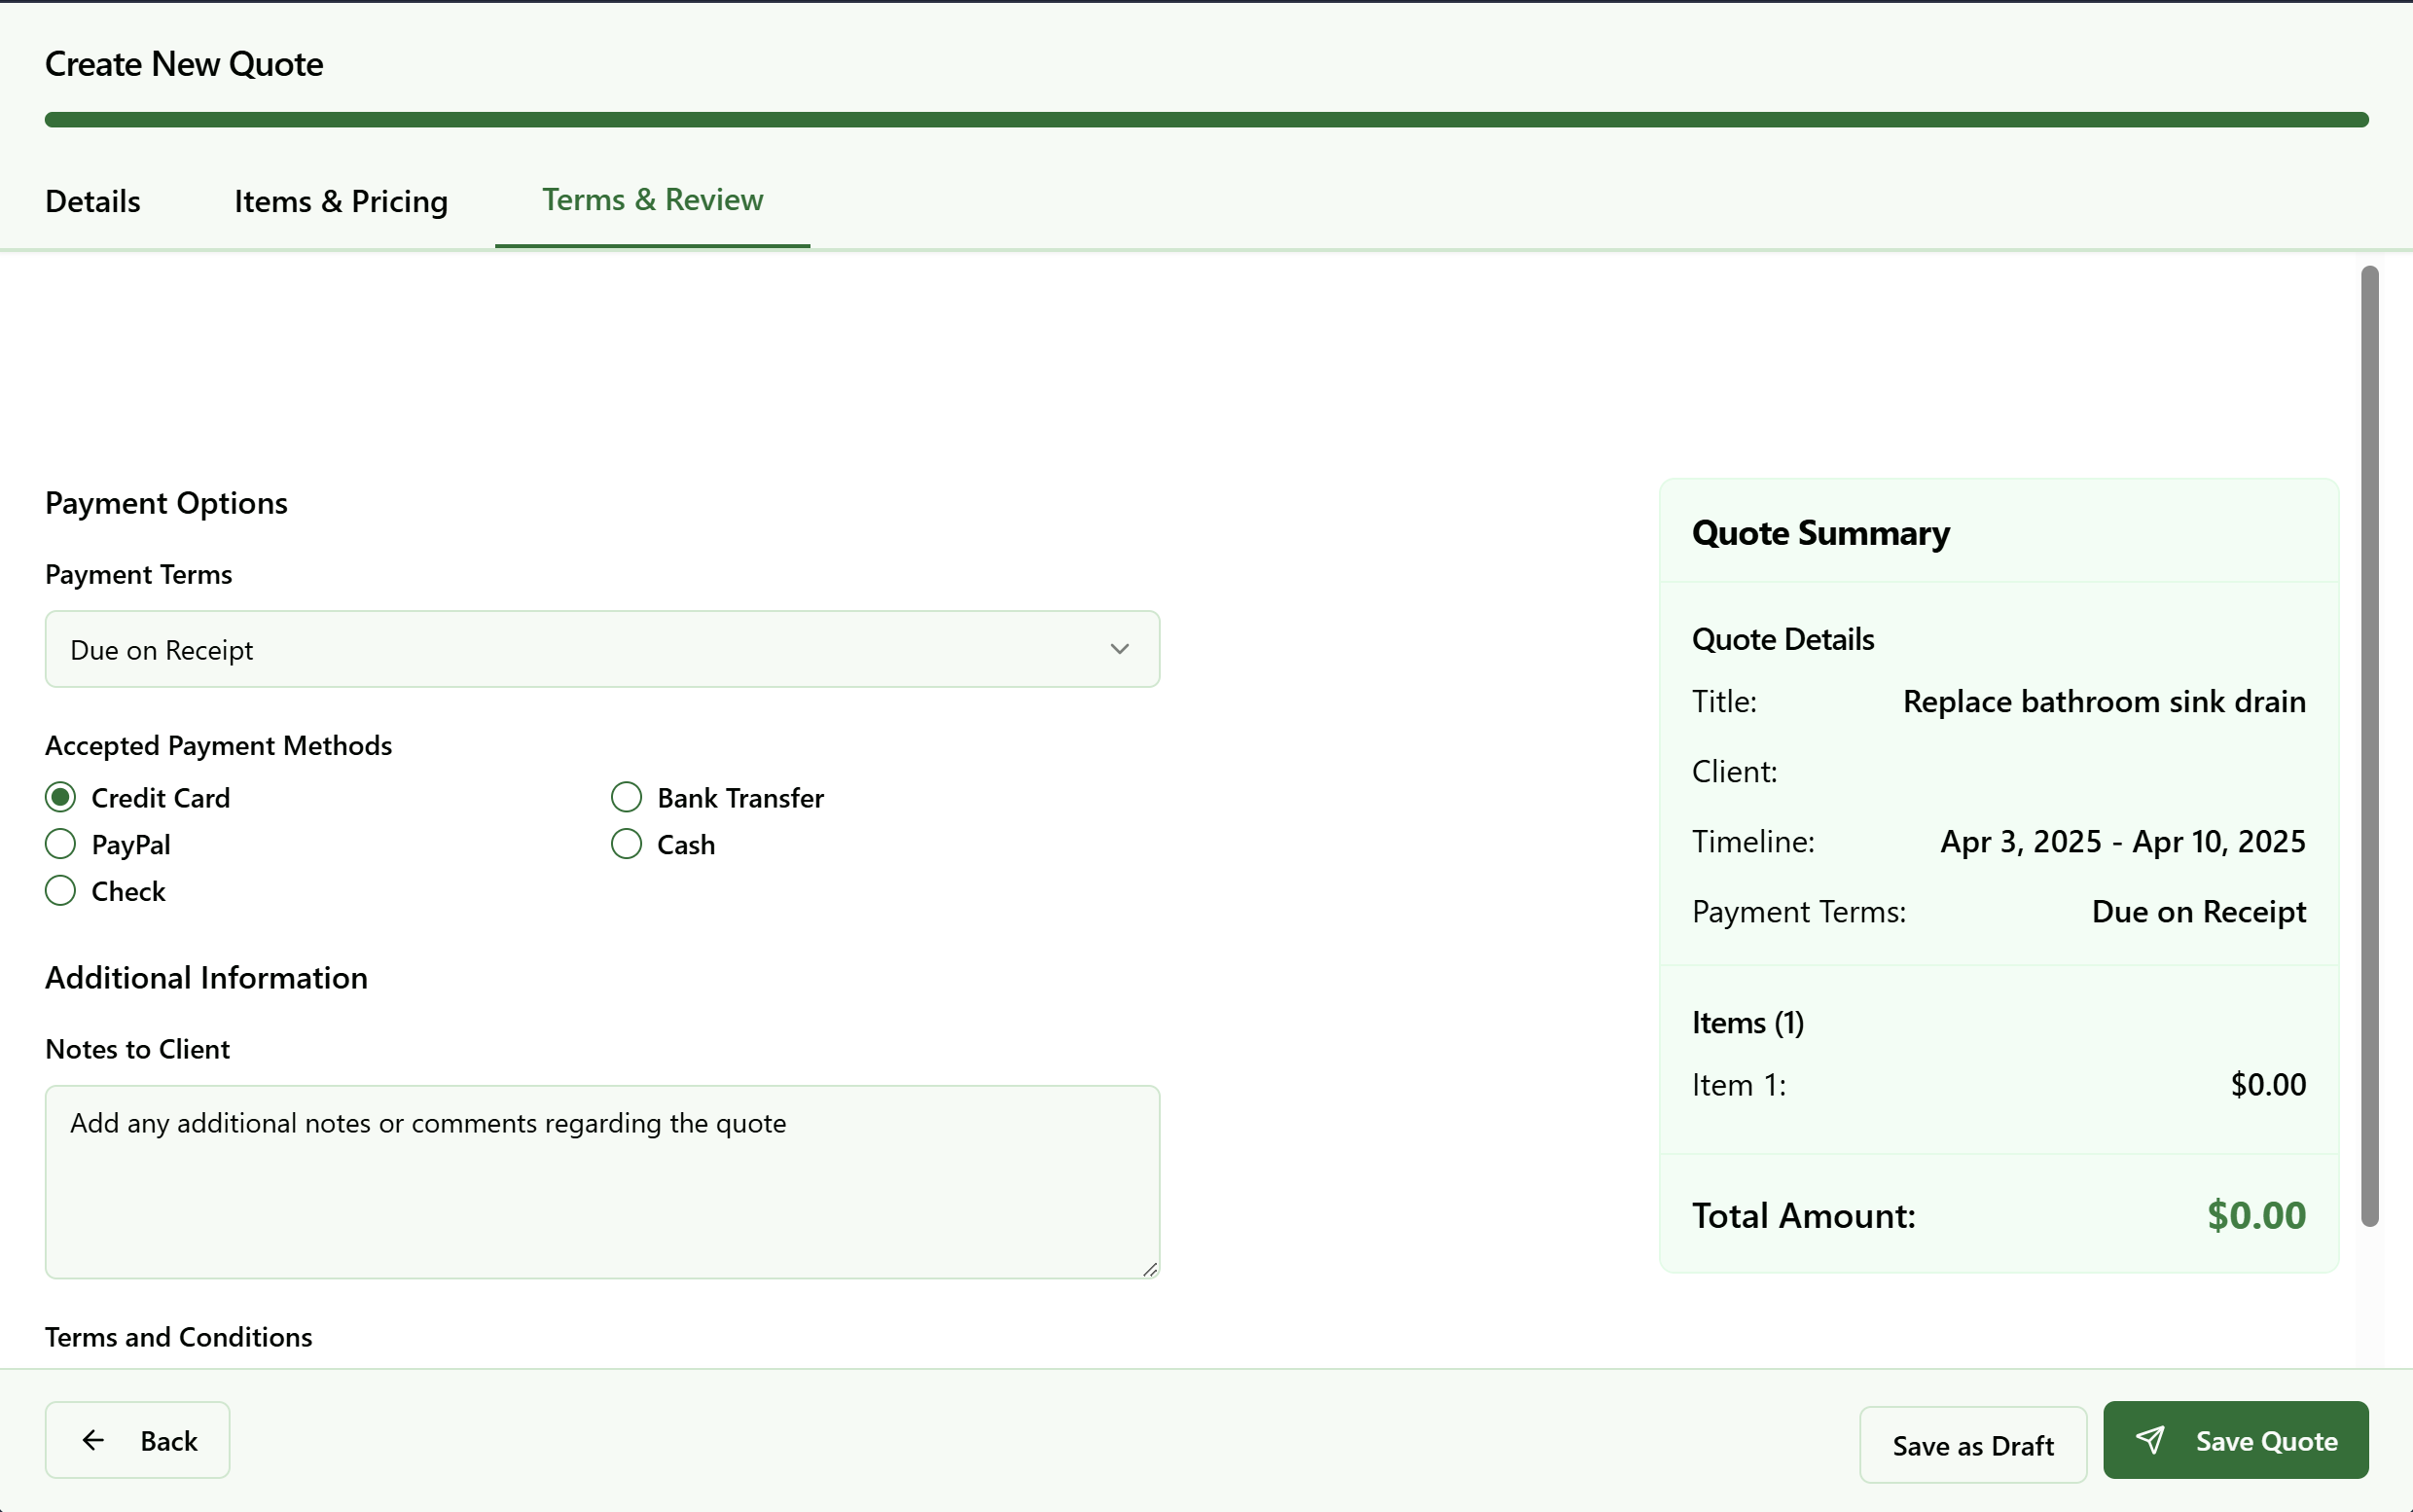 Create New Quote
Details
Items & Pricing
Terms & Review
Payment Options
Payment Terms
Due on Receipt
Accepted Payment Methods
Credit Card
Bank Transfer
PayPal
Cash
Check
Additional Information
Notes to Client
Add any additional notes or comments regarding the quote
Terms and Conditions
Quote Summary
Quote Details
Title: Replace bathroom sink drain
Client:
Timeline: Apr 3, 2025 - Apr 10, 2025
Payment Terms: Due on Receipt
Items (1)
Item 1: $0.00
Total Amount: $0.00
Back
Save as Draft
Save Quote